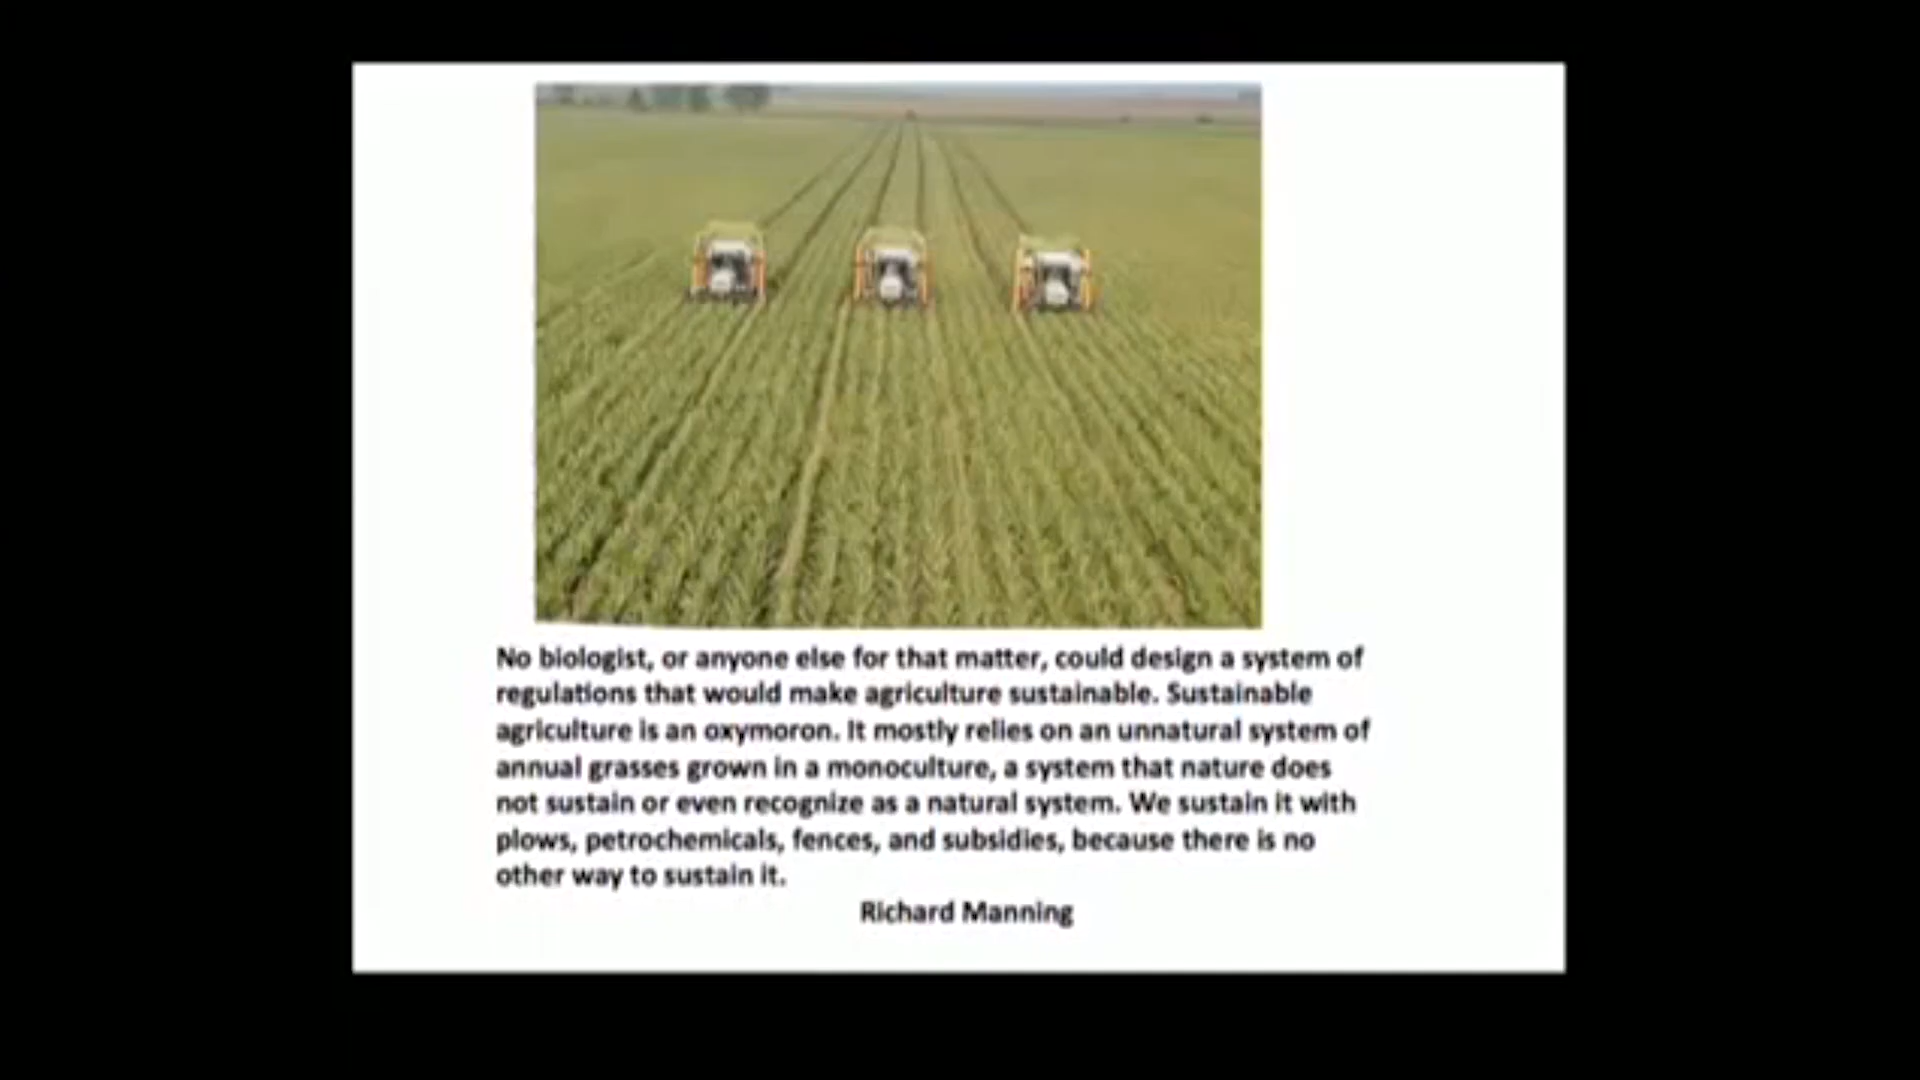 No biologist, or anyone else for that matter, could design a system of
regulations that would make agriculture sustainable. Sustainable
agriculture is an oxymoron. It mostly relies on an unnatural system of
annual grasses grown in a monoculture, a system that nature does
not sustain or even recognize as a natural system. We sustain it with
plows, petrochemicals, fences, and subsidies, because there is no
other way to sustain it.
Richard Manning